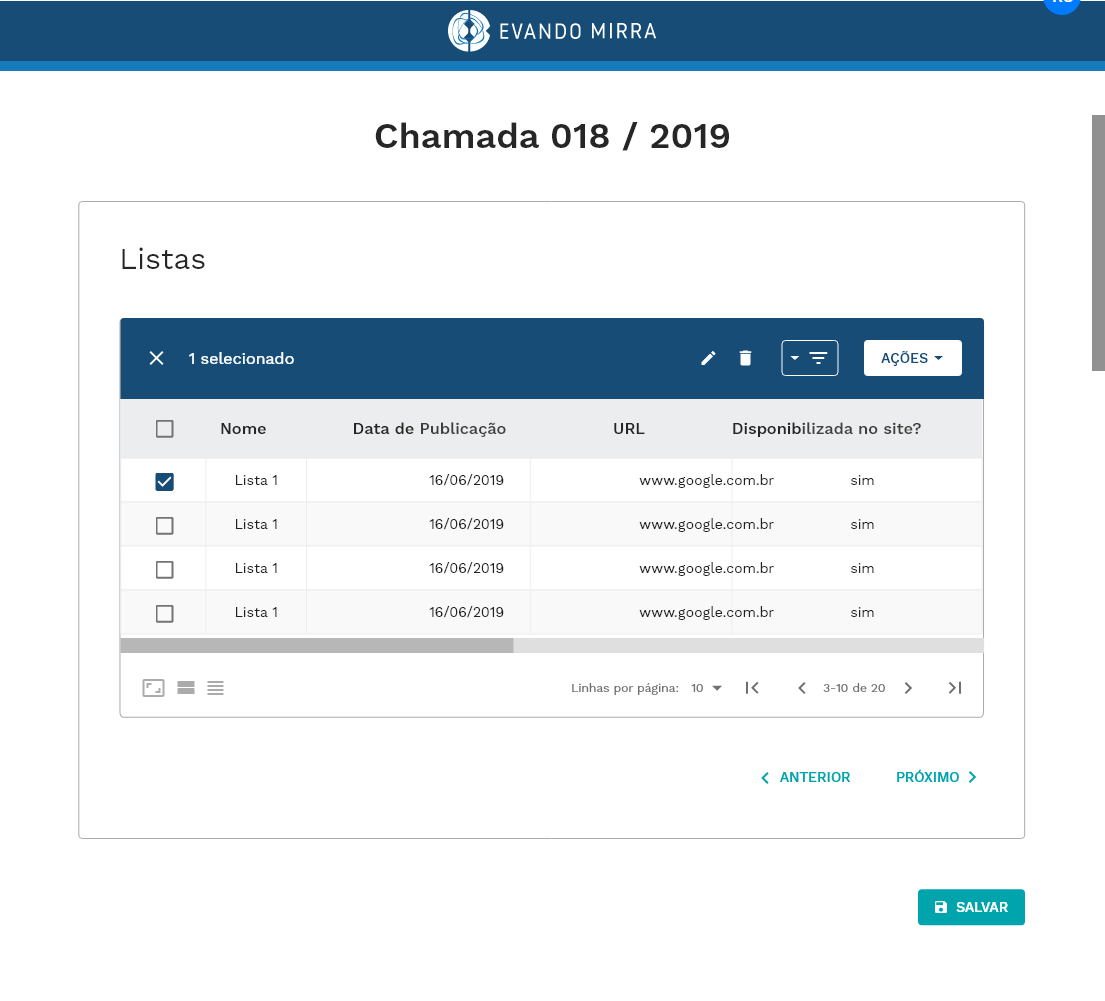 EVANDO MIRRA
Chamada 018 / 2019
Listas
1 selecionado AÇÕES
Nome Data de Publicação URL Disponibilizada no site?
Lista 1 16/06/2019 www.google.com.br sim
Lista 1 16/06/2019 www.google.com.br sim
Lista 1 16/06/2019 www.google.com.br sim
Lista 1 16/06/2019 www.google.com.br sim
Linhas por página: 10 3-10 de 20
ANTERIOR PRÓXIMO
SALVAR